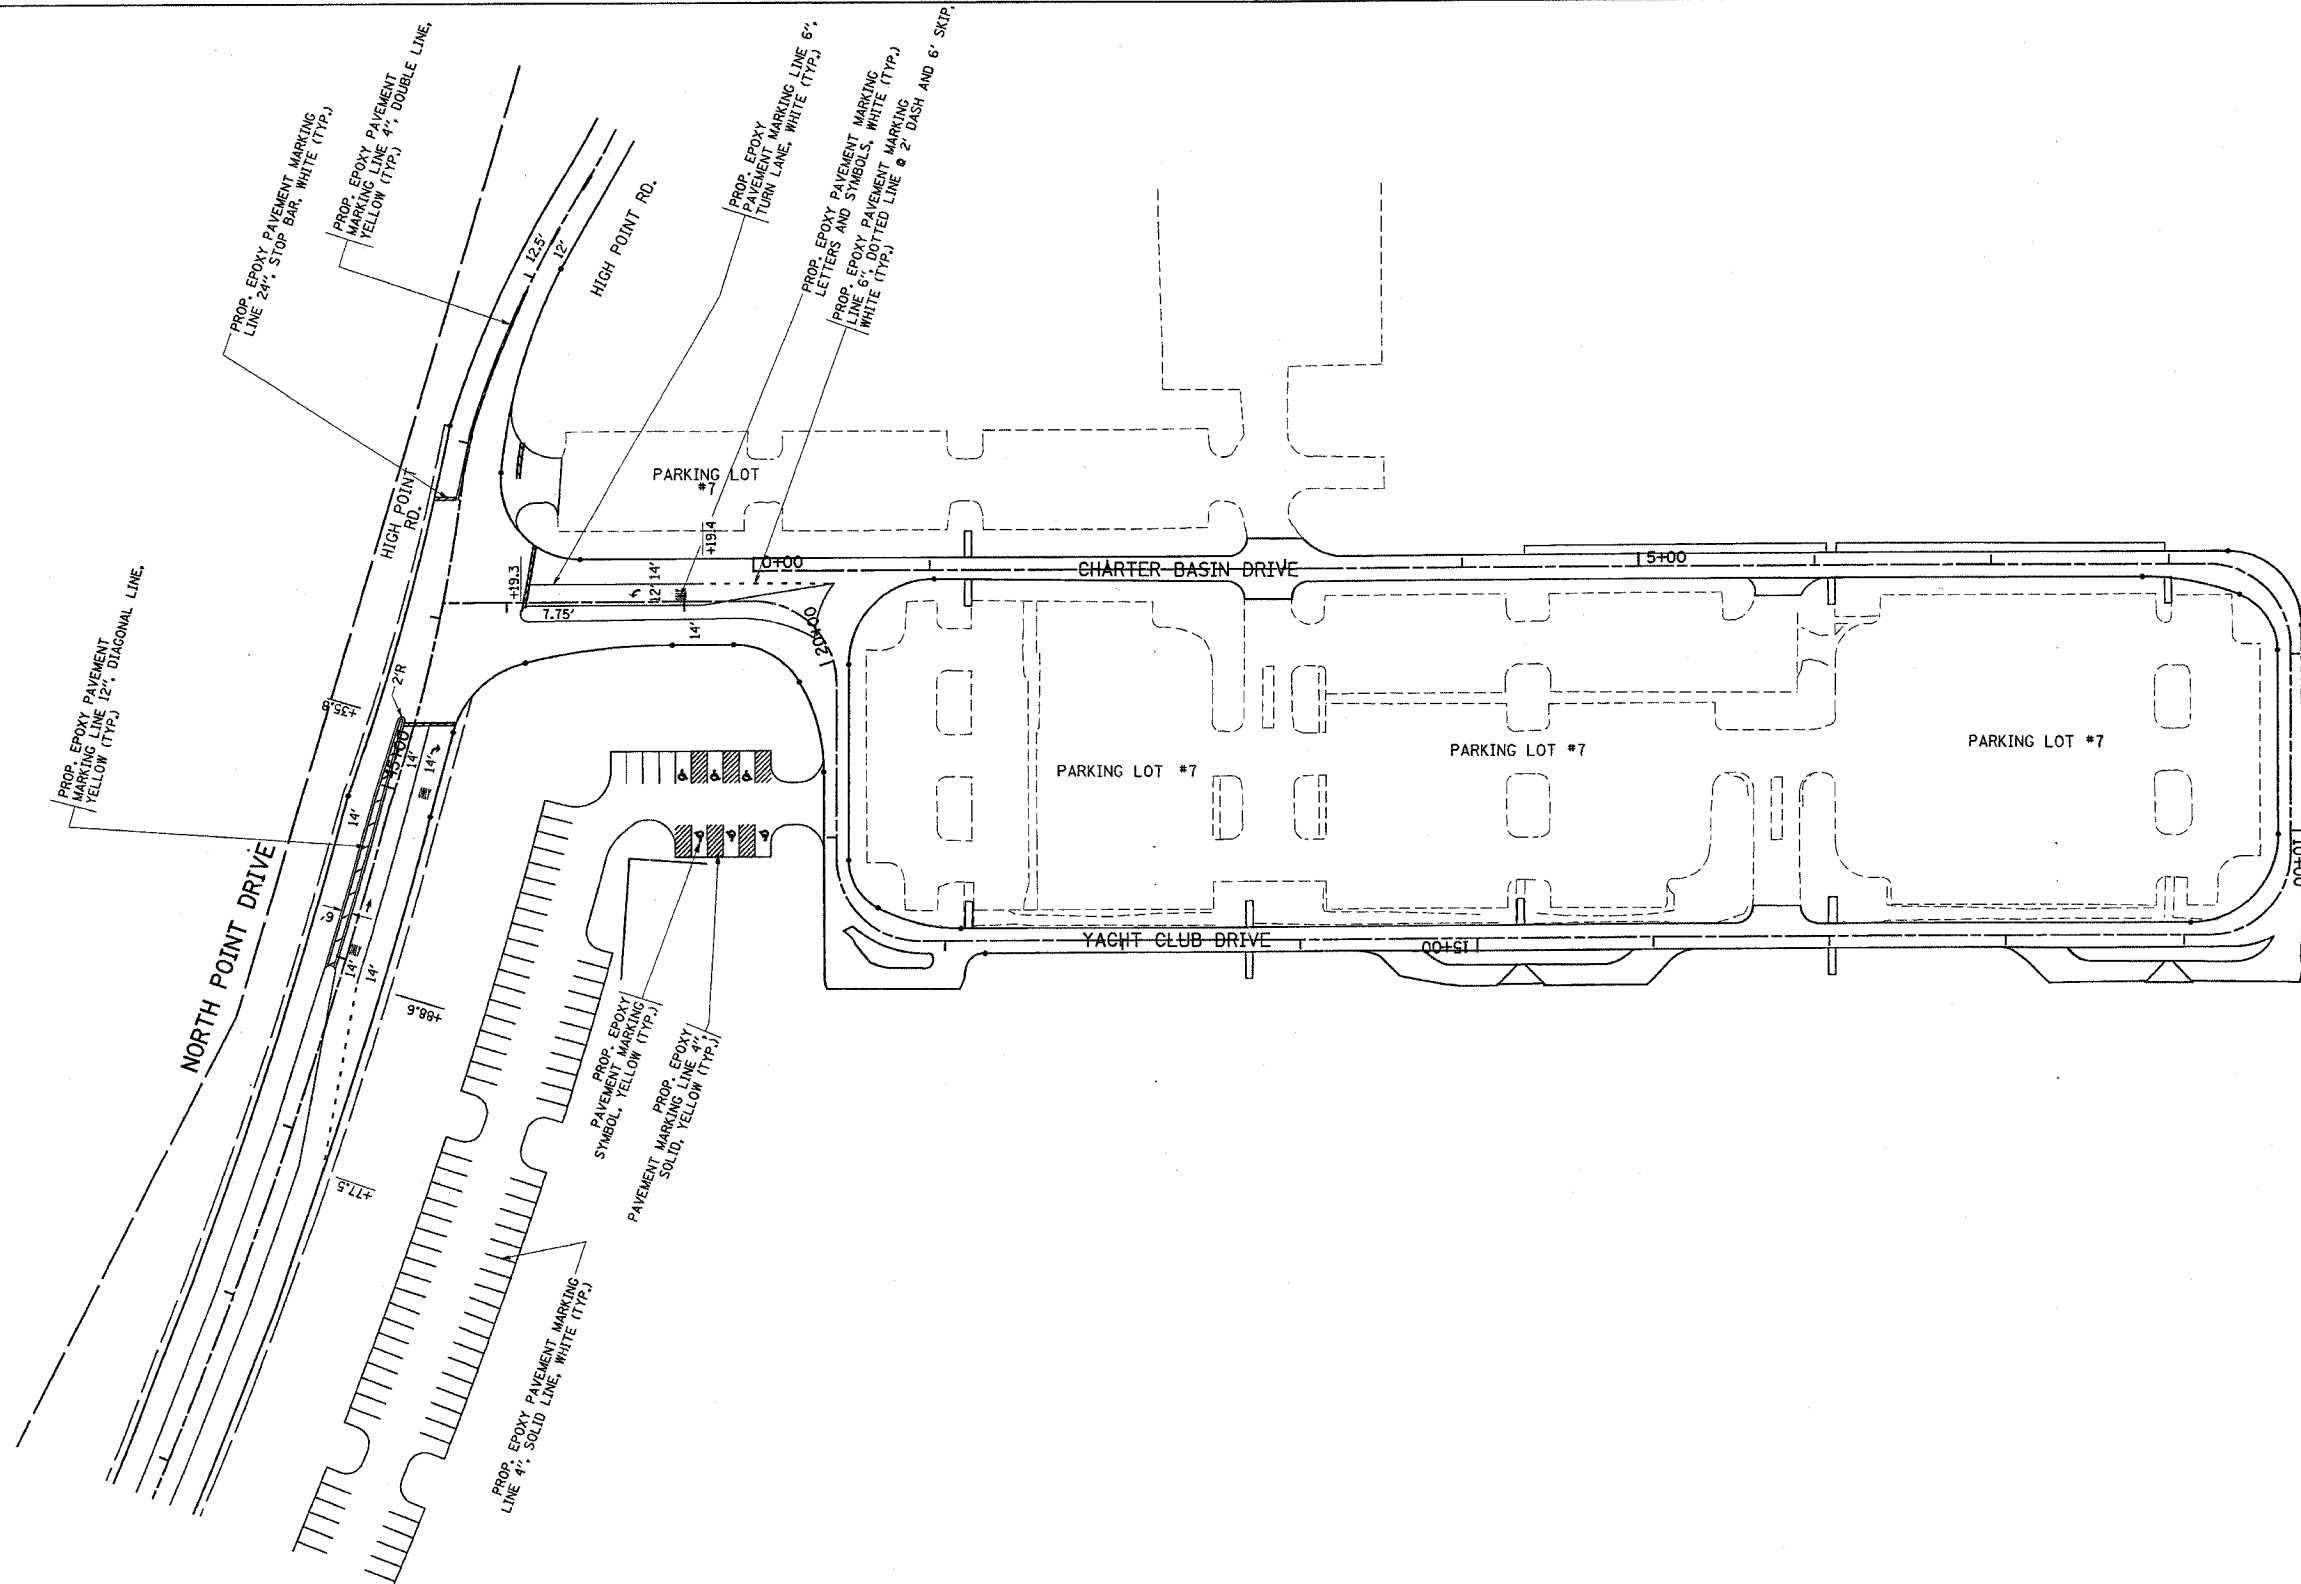 PROP. EPOXY PAVEMENT MARKING
LINE 24", STOP BAR, WHITE (TYP.)
PROP. EPOXY PAVEMENT
MARKING LINE 4", DOUBLE LINE,
YELLOW (TYP.)
PROP. EPOXY
PAVEMENT MARKING LINE 6",
TURN LANE, WHITE (TYP.)
PROP. EPOXY PAVEMENT MARKING
LETTERS AND SYMBOLS, WHITE (TYP.)
PROP. EPOXY PAVEMENT MARKING
LINE 6", DOTTED LINE @ 2' DASH AND 6' SKIP,
WHITE (TYP.)
12.5'
12'
HIGH POINT RD.
HIGH POINT
RD.
PARKING LOT
#7
+19.4
+19.3
0+00
CHARTER BASIN DRIVE
5+00
12'
14'
7.75'
14'
20+00
PROP. EPOXY PAVEMENT
MARKING LINE 12", DIAGONAL LINE,
YELLOW (TYP.)
2'R
+35.8
45+00
14'
14'
14'
6'
14'
14'
NORTH POINT DRIVE
+88.6
+77.5
PARKING LOT #7
PARKING LOT #7
PARKING LOT #7
10+00
YACHT CLUB DRIVE
15+00
PROP. EPOXY
PAVEMENT MARKING
SYMBOL, YELLOW (TYP.)
PROP. EPOXY
PAVEMENT MARKING LINE 4",
SOLID, YELLOW (TYP.)
PROP. EPOXY PAVEMENT MARKING
LINE 4", SOLID LINE, WHITE (TYP.)